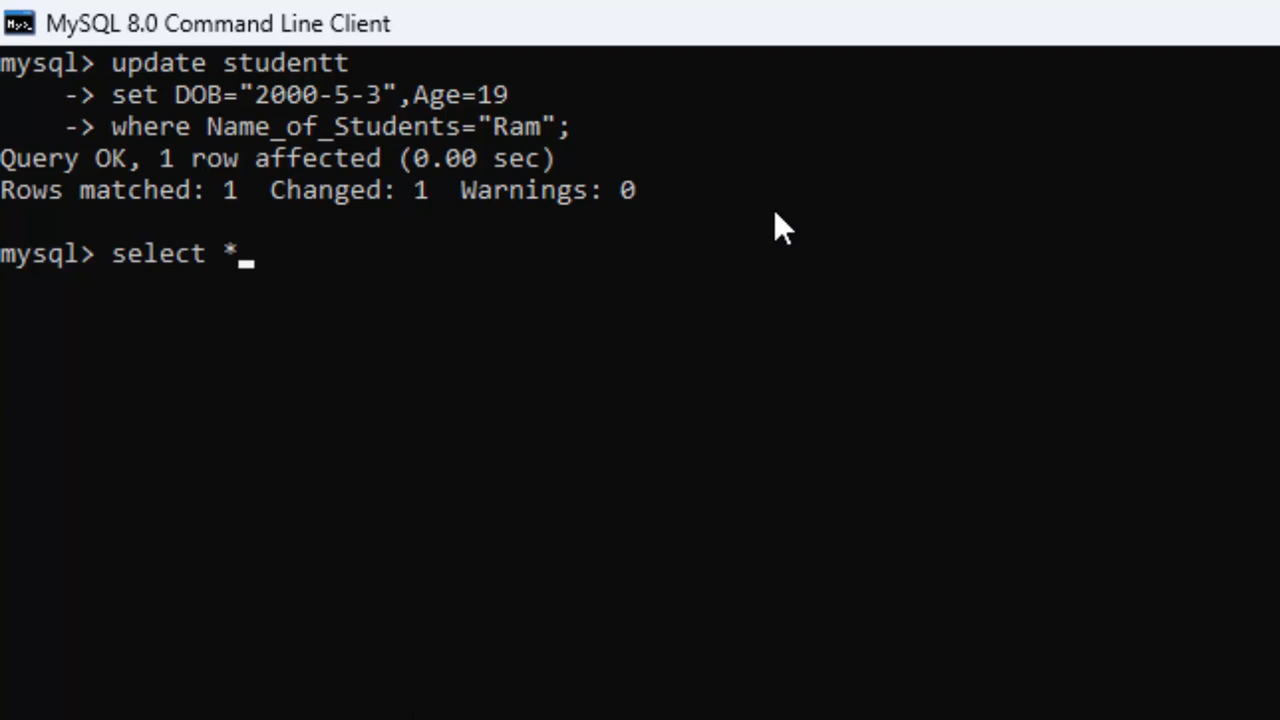 MySQL 8.0 Command Line Client
mysql> update studentt
    -> set DOB="2000-5-3",Age=19
    -> where Name_of_Students="Ram";
Query OK, 1 row affected (0.00 sec)
Rows matched: 1  Changed: 1  Warnings: 0
mysql> select *